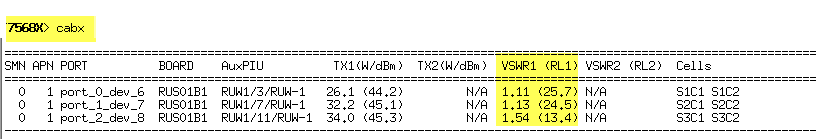 7568X> cabx
================================================================================
SMN APN PORT BOARD AuxPIU TX1(W/dBm) TX2(W/dBm) VSWR1 (RL1) VSWR2 (RL2) Cells
================================================================================
0 1 port_0_dev_6 RUS01B1 RUW1/3/RUW-1 26.1 (44.2) N/A 1.11 (25.7) N/A S1C1 S1C2
0 1 port_1_dev_7 RUS01B1 RUW1/7/RUW-1 32.2 (45.1) N/A 1.13 (24.5) N/A S2C1 S2C2
0 1 port_2_dev_8 RUS01B1 RUW1/11/RUW-1 34.0 (45.3) N/A 1.54 (13.4) N/A S3C1 S3C2
--------------------------------------------------------------------------------